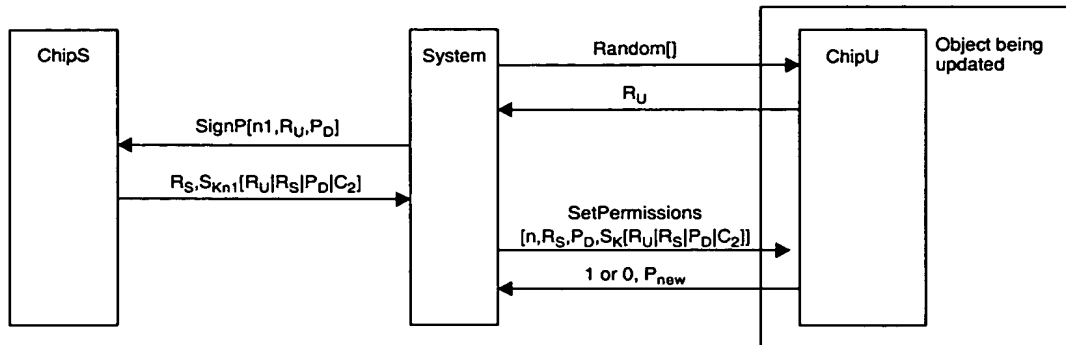 ChipS
System
ChipU
Object being
updated
Random[]
R_U
SignP[n1,R_U,P_D]
R_S,S_Kn1[R_U|R_S|P_D|C_2]
SetPermissions
[n,R_S,P_D,S_K[R_U|R_S|P_D|C_2]]
1 or 0, P_new